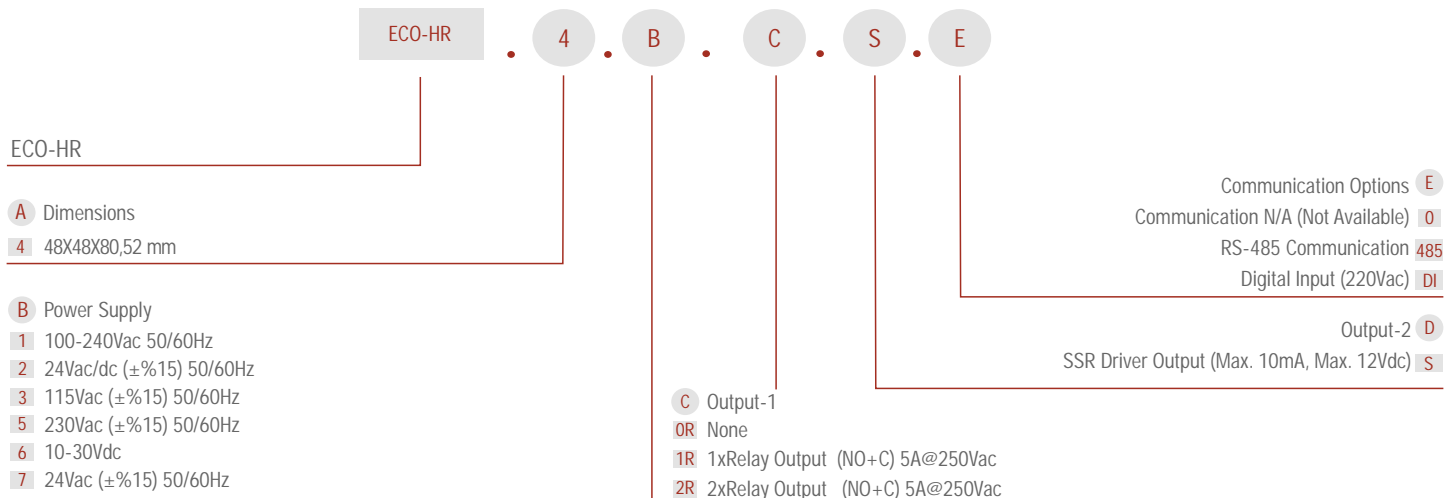 ECO-HR . 4 . B . C . S . E
ECO-HR
A Dimensions
4 48X48X80,52 mm
B Power Supply
1 100-240Vac 50/60Hz
2 24Vac/dc (±%15) 50/60Hz
3 115Vac (±%15) 50/60Hz
5 230Vac (±%15) 50/60Hz
6 10-30Vdc
7 24Vac (±%15) 50/60Hz
C Output-1
0R None
1R 1xRelay Output (NO+C) 5A@250Vac
2R 2xRelay Output (NO+C) 5A@250Vac
Communication Options E
Communication N/A (Not Available) 0
RS-485 Communication 485
Digital Input (220Vac) DI
Output-2 D
SSR Driver Output (Max. 10mA, Max. 12Vdc) S